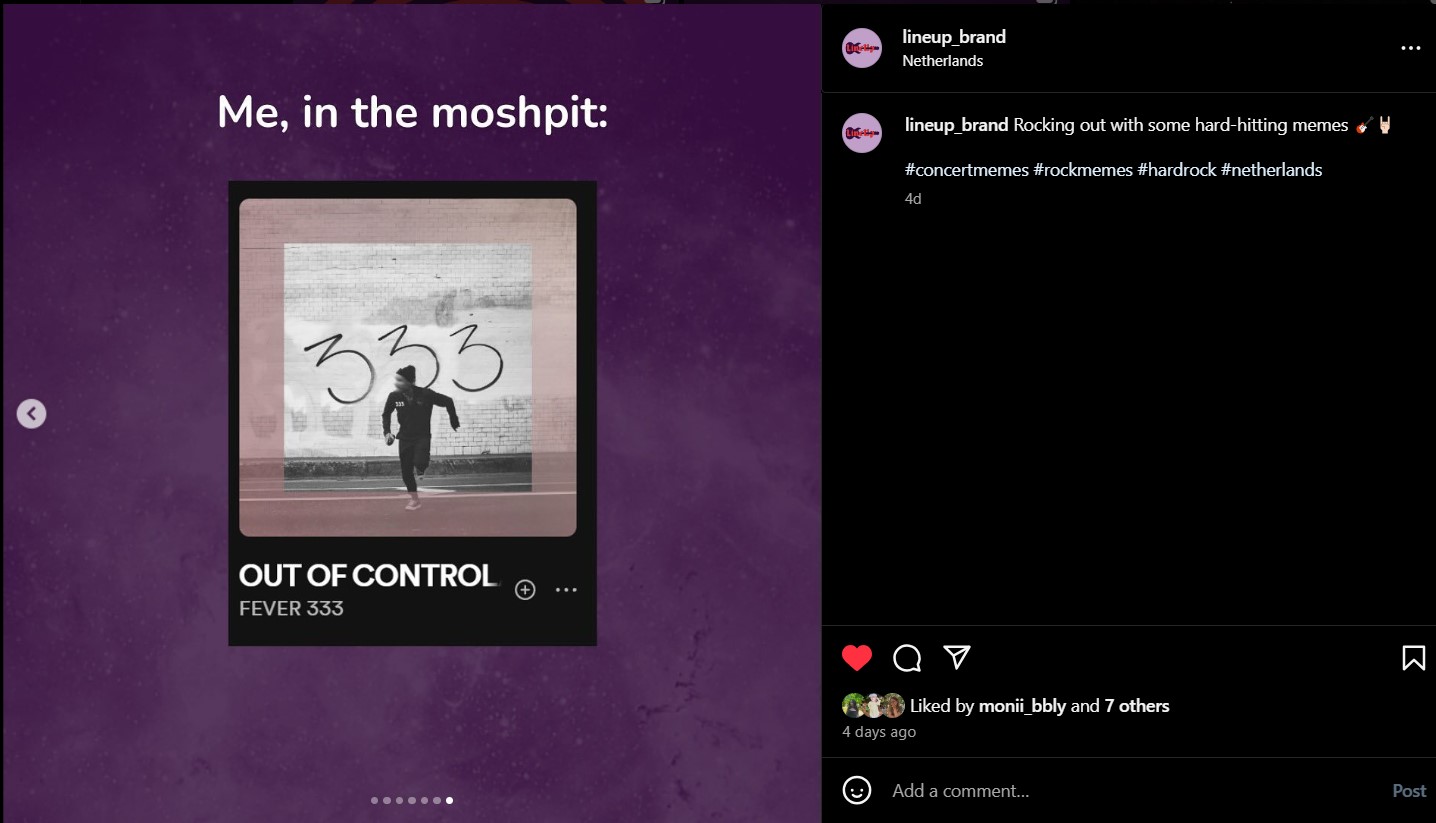 Me, in the moshpit:
333
333
OUT OF CONTROL
FEVER 333
lineup_brand
Netherlands
lineup_brand Rocking out with some hard-hitting memes 🎸🤘🏻
#concertmemes #rockmemes #hardrock #netherlands
4d
Liked by monii_bbly and 7 others
4 days ago
Add a comment...
Post